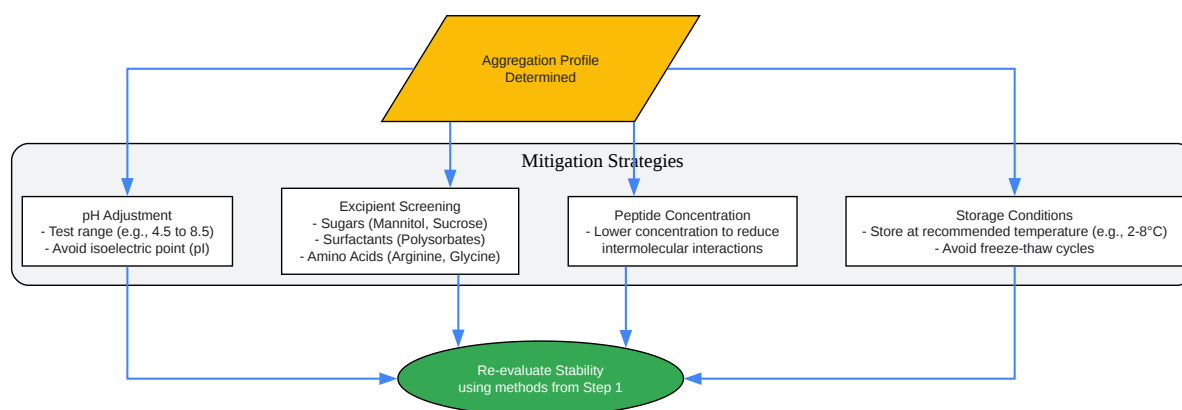 Aggregation Profile
Determined
Mitigation Strategies
pH Adjustment
- Test range (e.g., 4.5 to 8.5)
- Avoid isoelectric point (pI)
Excipient Screening
- Sugars (Mannitol, Sucrose)
- Surfactants (Polysorbates)
- Amino Acids (Arginine, Glycine)
Peptide Concentration
- Lower concentration to reduce
intermolecular interactions
Storage Conditions
- Store at recommended temperature (e.g., 2-8°C)
- Avoid freeze-thaw cycles
Re-evaluate Stability
using methods from Step 1